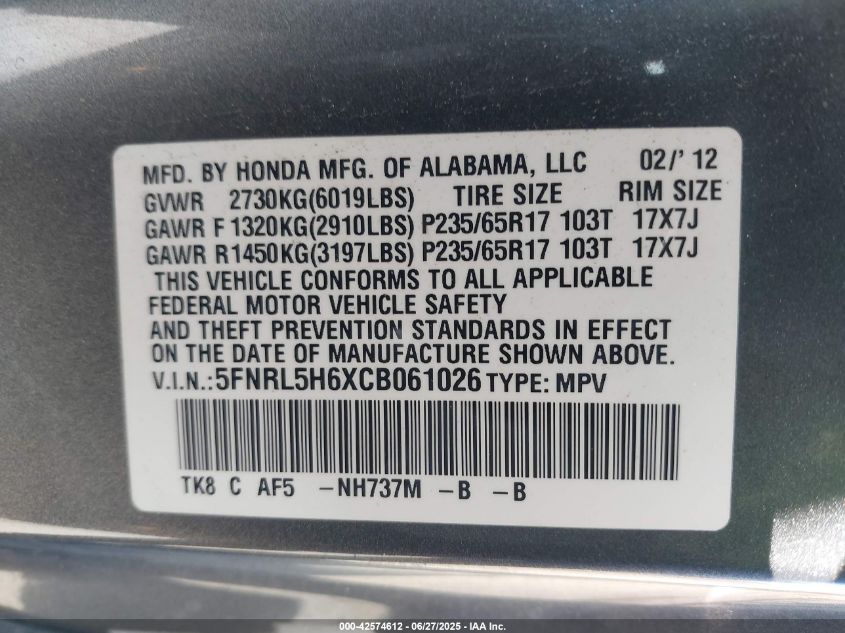 MFD. BY HONDA MFG. OF ALABAMA, LLC 02/' 12
GVWR 2730KG(6019LBS) TIRE SIZE RIM SIZE
GAWR F 1320KG(2910LBS) P235/65R17 103T 17X7J
GAWR R1450KG(3197LBS) P235/65R17 103T 17X7J
THIS VEHICLE CONFORMS TO ALL APPLICABLE
FEDERAL MOTOR VEHICLE SAFETY
AND THEFT PREVENTION STANDARDS IN EFFECT
ON THE DATE OF MANUFACTURE SHOWN ABOVE.
V.I.N.:5FNRL5H6XCB061026 TYPE: MPV
TK8 C AF5 -NH737M -B -B
000-42574612 - 06/27/2025 - IAA Inc.